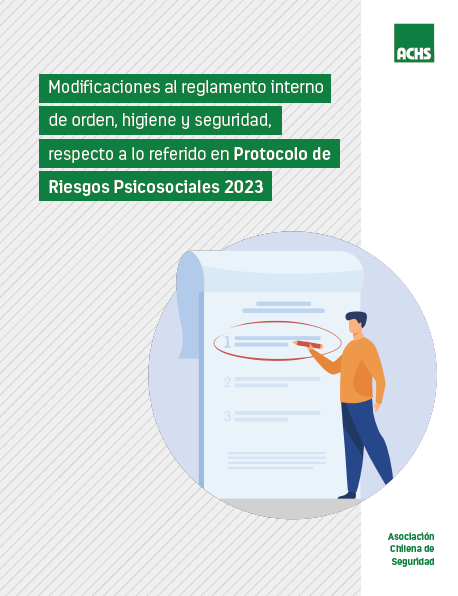 ACHS
Modificaciones al reglamento interno
de orden, higiene y seguridad,
respecto a lo referido en Protocolo de
Riesgos Psicosociales 2023
1
2
3
Asociación
Chilena de
Seguridad